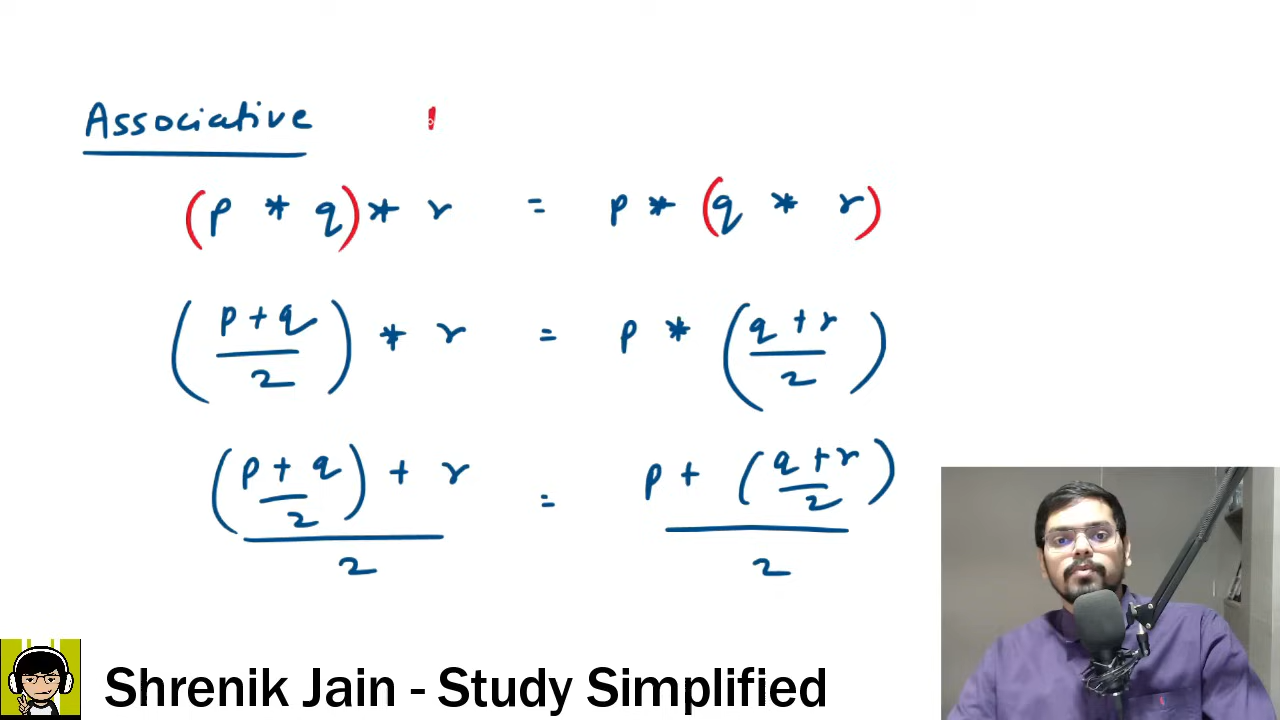 Associative
(p * q) * r = p * (q * r)
((p + q)/2) * r = p * ((q + r)/2)
(((p + q)/2) + r)/2 = (p + ((q + r)/2))/2
Shrenik Jain - Study Simplified